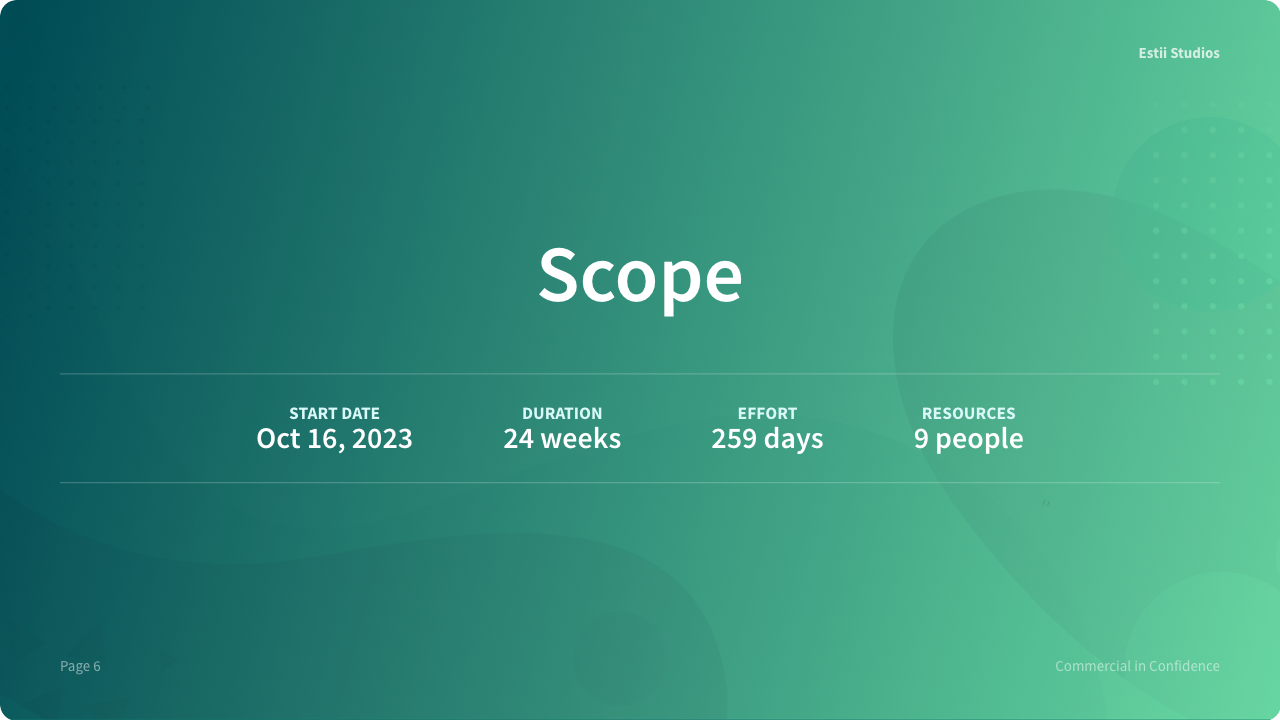 Estii Studios
Scope
START DATE
Oct 16, 2023
DURATION
24 weeks
EFFORT
259 days
RESOURCES
9 people
Page 6
Commercial in Confidence